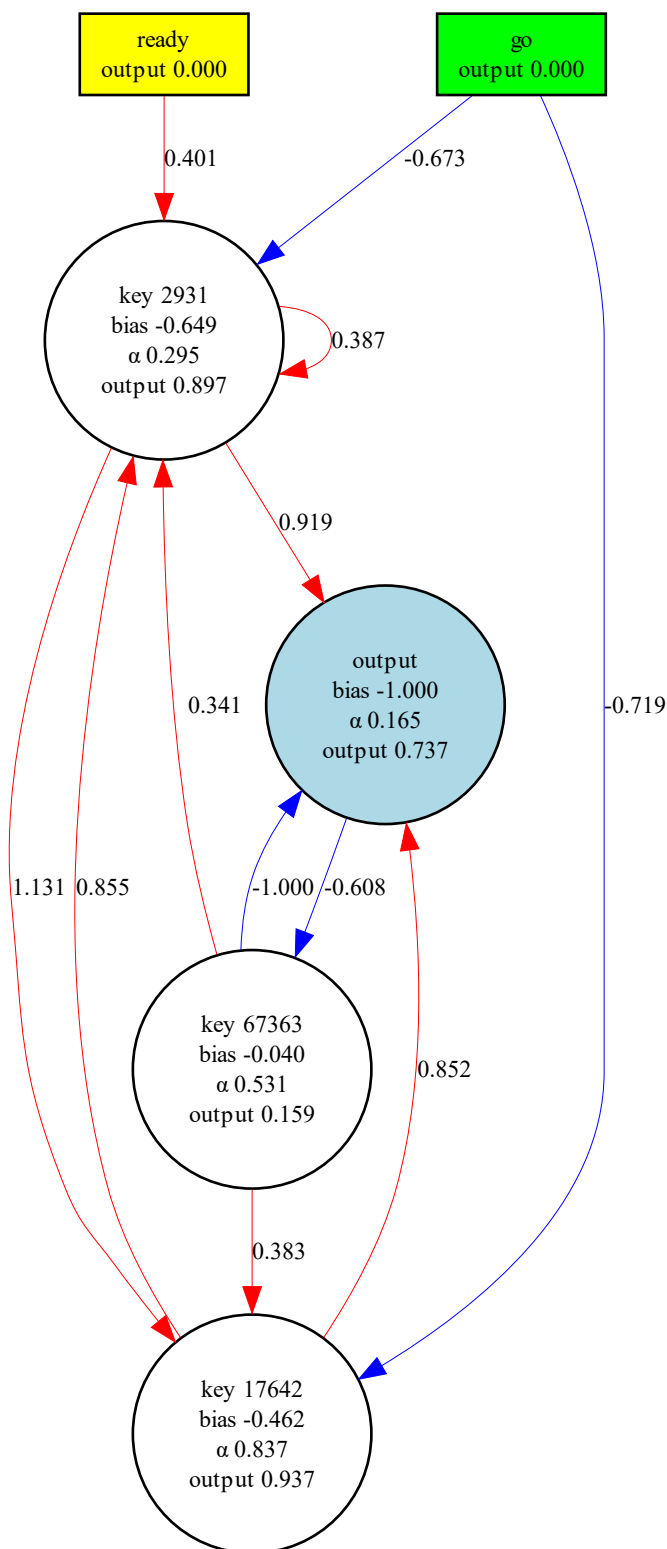 ready
output 0.000
go
output 0.000
0.401
-0.673
key 2931
bias -0.649
α 0.295
output 0.897
0.387
0.919
output
bias -1.000
α 0.165
output 0.737
0.341
-0.719
1.131
0.855
-1.000
-0.608
key 67363
bias -0.040
α 0.531
output 0.159
0.852
0.383
key 17642
bias -0.462
α 0.837
output 0.937